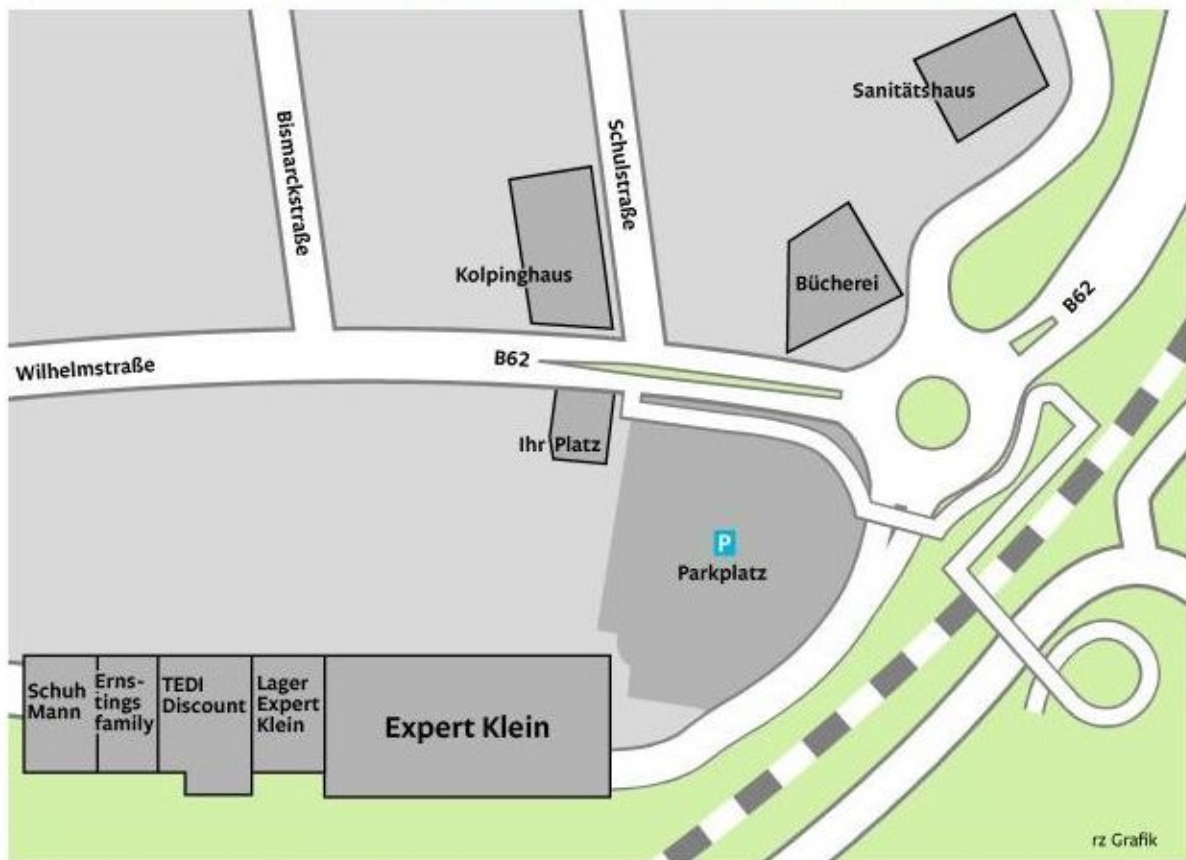 Sanitätshaus
Bismarckstraße
Schulstraße
Kolpinghaus
Bücherei
B62
Wilhelmstraße
B62
Ihr Platz
P
Parkplatz
Schuh
Mann
Erns-
tings
family
TEDI
Discount
Lager
Expert
Klein
Expert Klein
rz Grafik